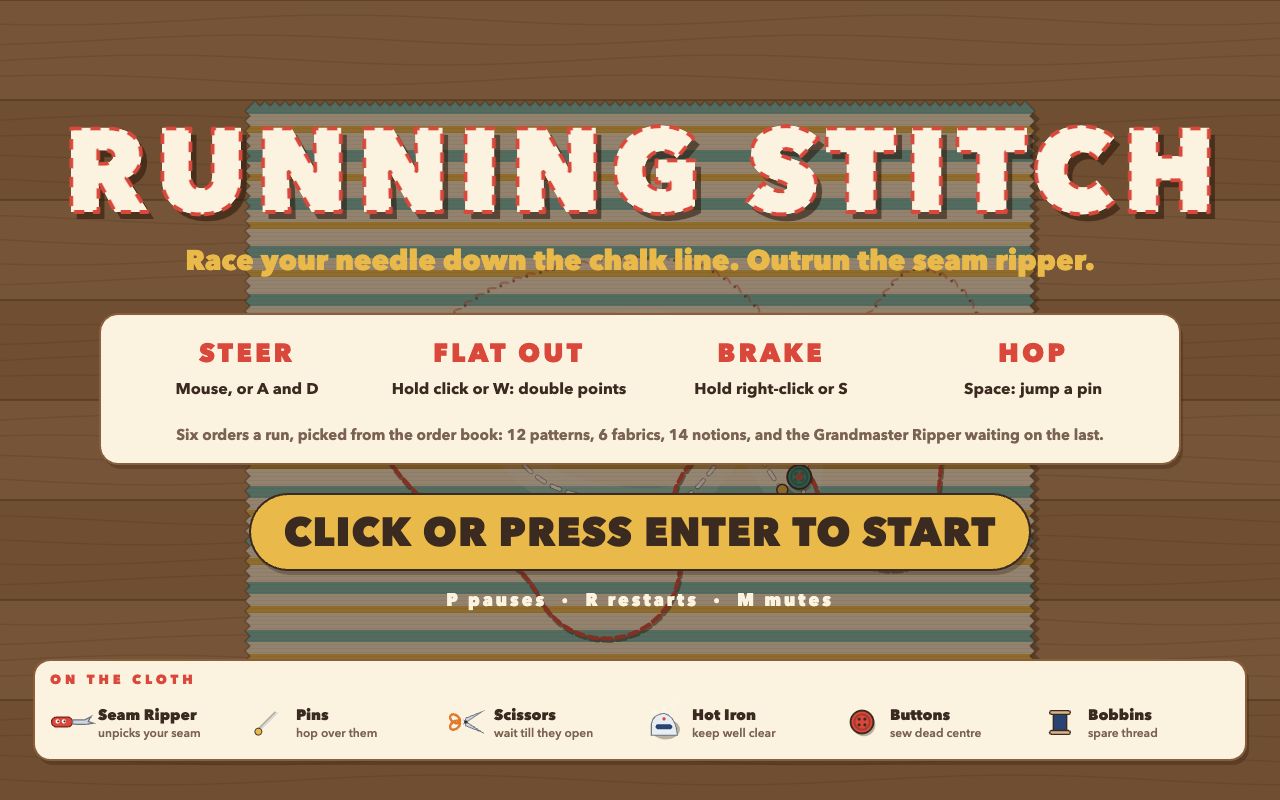 RUNNING STITCH
Race your needle down the chalk line. Outrun the seam ripper.
STEER FLAT OUT BRAKE HOP
Mouse, or A and D Hold click or W: double points Hold right-click or S Space: jump a pin
Six orders a run, picked from the order book: 12 patterns, 6 fabrics, 14 notions, and the Grandmaster Ripper waiting on the last.
CLICK OR PRESS ENTER TO START
P pauses • R restarts • M mutes
ON THE CLOTH
Seam Ripper Pins Scissors Hot Iron Buttons Bobbins
unpicks your seam hop over them wait till they open keep well clear sew dead centre spare thread